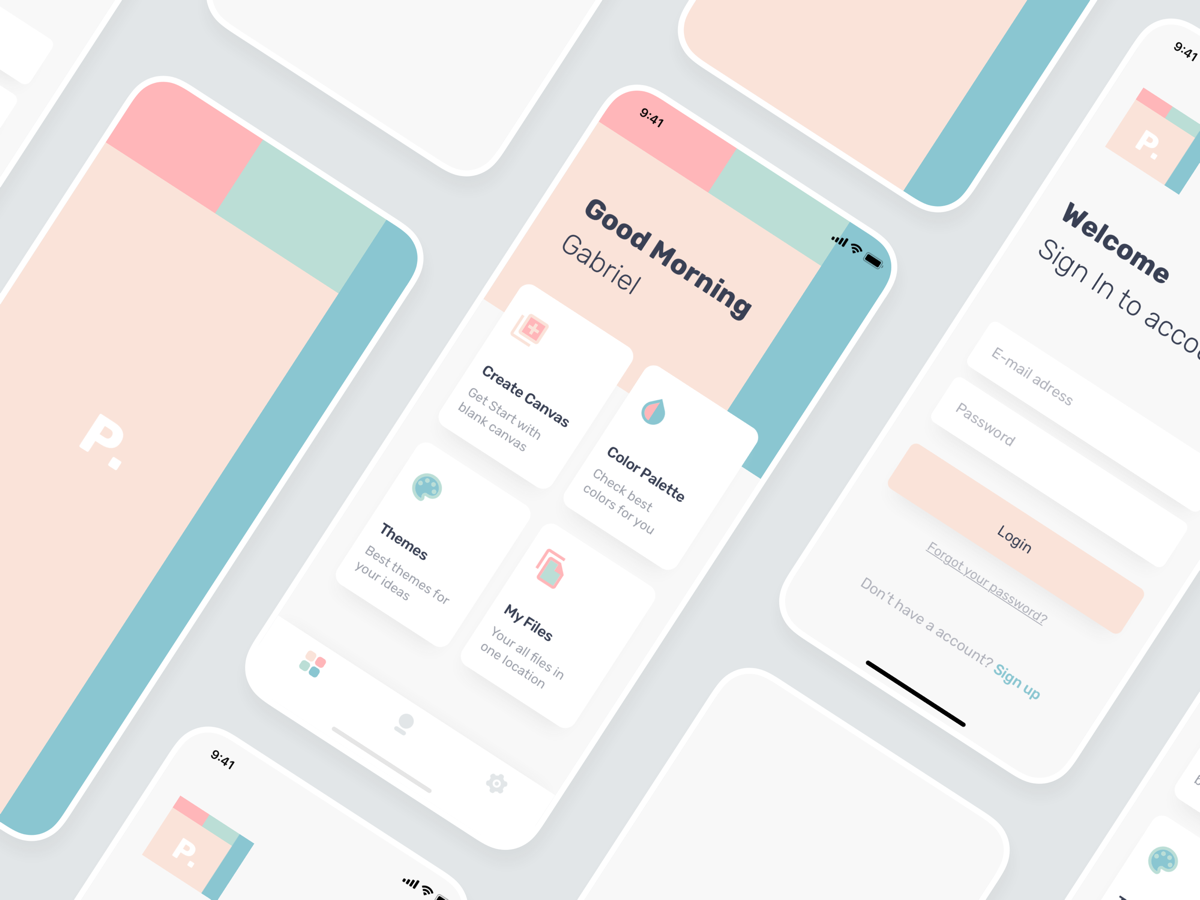 P.
9:41
Good Morning
Gabriel
Create Canvas
Get Start with
blank canvas
Color Palette
Check best
colors for you
Themes
Best themes for
your ideas
My Files
Your all files in
one location
9:41
P.
Welcome
Sign In to accou
E-mail adress
Password
Login
Forgot your password?
Don't have a account? Sign up
9:41
P.